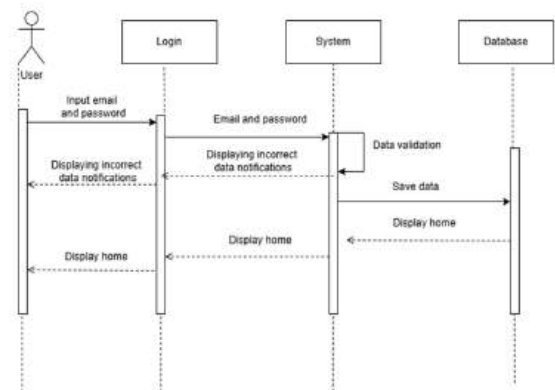 User
Login
System
Database
Input email
and password
Email and password
Data validation
Displaying incorrect
data notifications
Displaying incorrect
data notifications
Save data
Display home
Display home
Display home